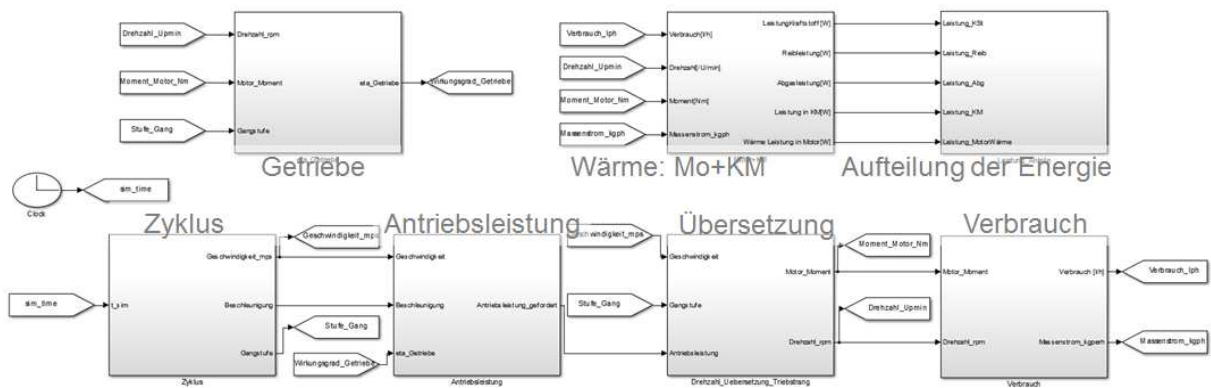 Drehzahl_Upmin
Moment_Motor_Nm
Stufe_Gang
Drehzahl_rpm
Motor_Moment
Gangstufe
eta_Getriebe
Wirkungsgrad_Getriebe
Getriebe
Verbrauch_lph
Drehzahl_Upmin
Moment_Motor_Nm
Massenstrom_kgph
Verbrauch[l/h]
Drehzahl[/U/min]
Moment[Nm]
Massenstrom_kgph
LeistungKraftstoff[W]
Reibleistung[W]
Abgasleistung[W]
Leistung in KM[W]
Wärme Leistung in Motor[W]
Wärme: Mo+KM
Leistung_KSt
Leistung_Reib
Leistung_Abg
Leistung_KM
Leistung_MotorWärme
Aufteilung der Energie
Clock
sim_time
Zyklus
sim_time
t_sim
Geschwindigkeit_mps
Beschleunigung
Gangstufe
Zyklus
Geschwindigkeit_mps
Stufe_Gang
Wirkungsgrad_Getriebe
Antriebsleistung
Geschwindigkeit
Beschleunigung
eta_Getriebe
Antriebsleistung_gefordert
Antriebsleistung
Geschwindigkeit_mps
Stufe_Gang
Übersetzung
Geschwindigkeit
Gangstufe
Antriebsleistung
Motor_Moment
Drehzahl_rpm
Drehzahl_Uebersetzung_Triebstrang
Moment_Motor_Nm
Drehzahl_Upmin
Verbrauch
Motor_Moment
Drehzahl_rpm
Verbrauch [l/h]
Massenstrom_kgperh
Verbrauch
Verbrauch_lph
Massenstrom_kgph